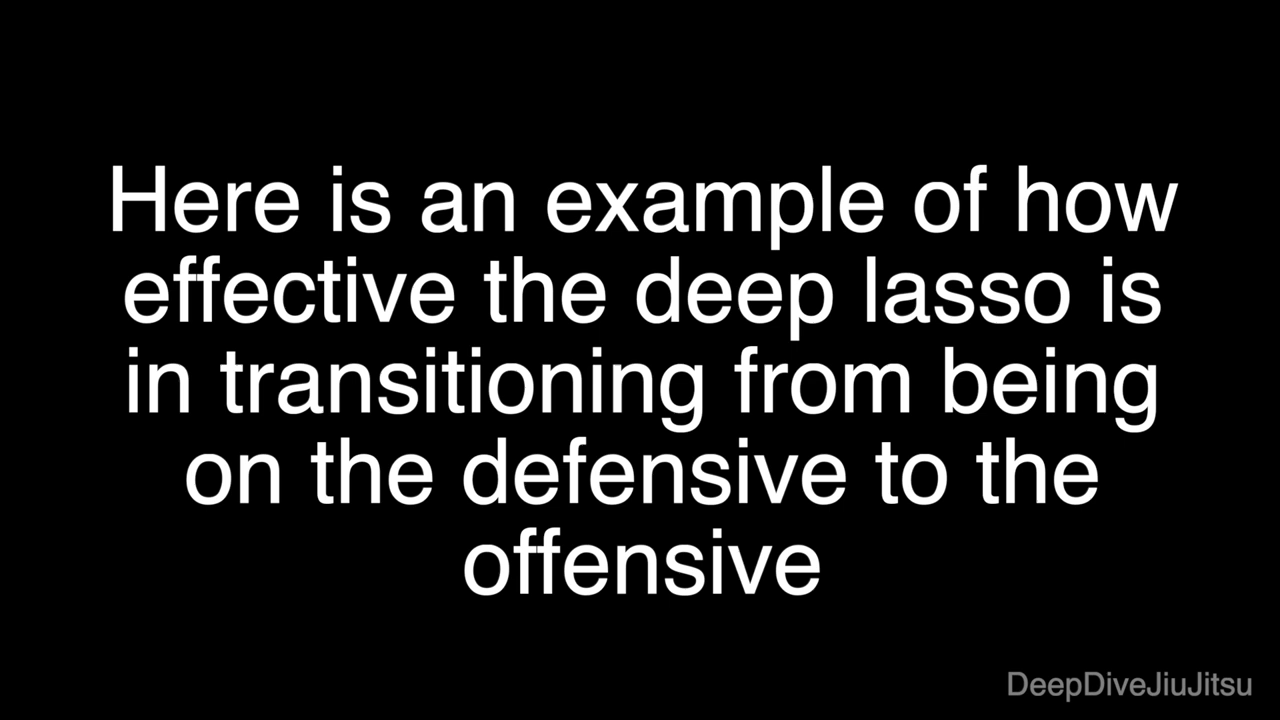 Here is an example of how
effective the deep lasso is
in transitioning from being
on the defensive to the
offensive
DeepDiveJiuJitsu